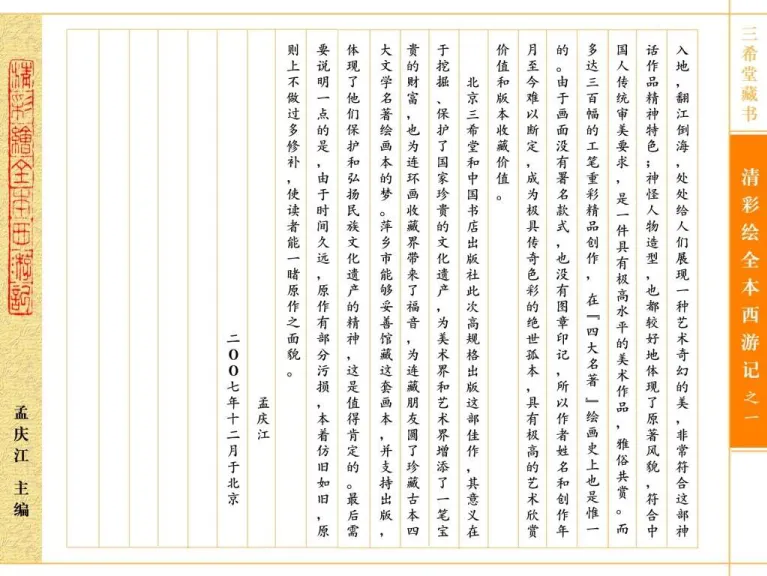 三希堂藏书
清彩绘全本西游记之一
入地，翻江倒海，处处给人们展现一种艺术奇幻的美，非常符合这部神
话作品精神特色；神怪人物造型，也都较好地体现了原著风貌，符合中
国人传统审美要求，是一件具有极高水平的美术作品，雅俗共赏。而
多达三百幅的工笔重彩精品创作，在『四大名著』绘画史上也是惟一
的。由于画面没有署名款式，也没有图章印记，所以作者姓名和创作年
月至今难以断定，成为极具传奇色彩的绝世孤本，具有极高的艺术欣赏
价值和版本收藏价值。
北京三希堂和中国书店出版社此次高规格出版这部佳作，其意义在
于挖掘、保护了国家珍贵的文化遗产，为美术界和艺术界增添了一笔宝
贵的财富，也为连环画收藏界带来了福音，为连藏朋友圆了珍藏古本四
大文学名著绘画本的梦。萍乡市能够妥善馆藏这套画本，并支持出版，
体现了他们保护和弘扬民族文化遗产的精神，这是值得肯定的。最后需
要说明一点的是，由于时间久远，原作有部分污损，本着仿旧如旧，原
则上不做过多修补，使读者能一睹原作之面貌。
孟庆江
二〇〇七年十二月于北京
清彩绘全本西游记
孟庆江 主编